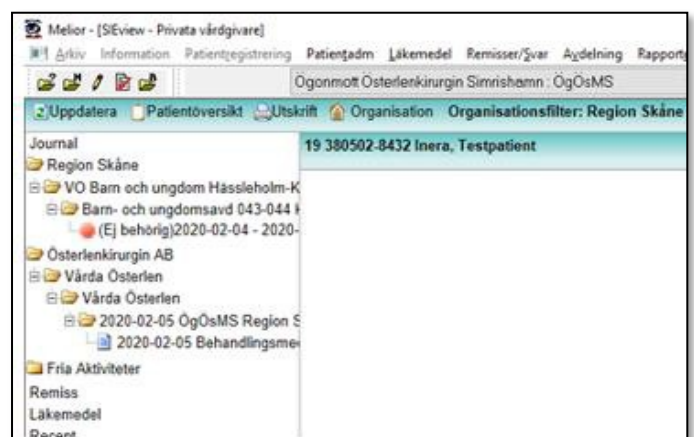 Melior - [SIEview - Privata vårdgivare]
Arkiv Information Patientregistrering Patientadm Läkemedel Remisser/Svar Avdelning Rapporte
Ögonmott Österlenkirurgin Simrishamn : ÖgÖsMS
Uppdatera Patientöversikt Utskrift Organisation Organisationsfilter: Region Skåne
Journal
19 380502-8432 Inera, Testpatient
Region Skåne
VO Barn och ungdom Hässleholm-K
Barn- och ungdomsavd 043-044
(Ej behörig)2020-02-04 - 2020-
Österlenkirurgin AB
Vårda Österlen
Vårda Österlen
2020-02-05 ÖgÖsMS Region S
2020-02-05 Behandlingsme
Fria Aktiviteter
Remiss
Läkemedel
Recept